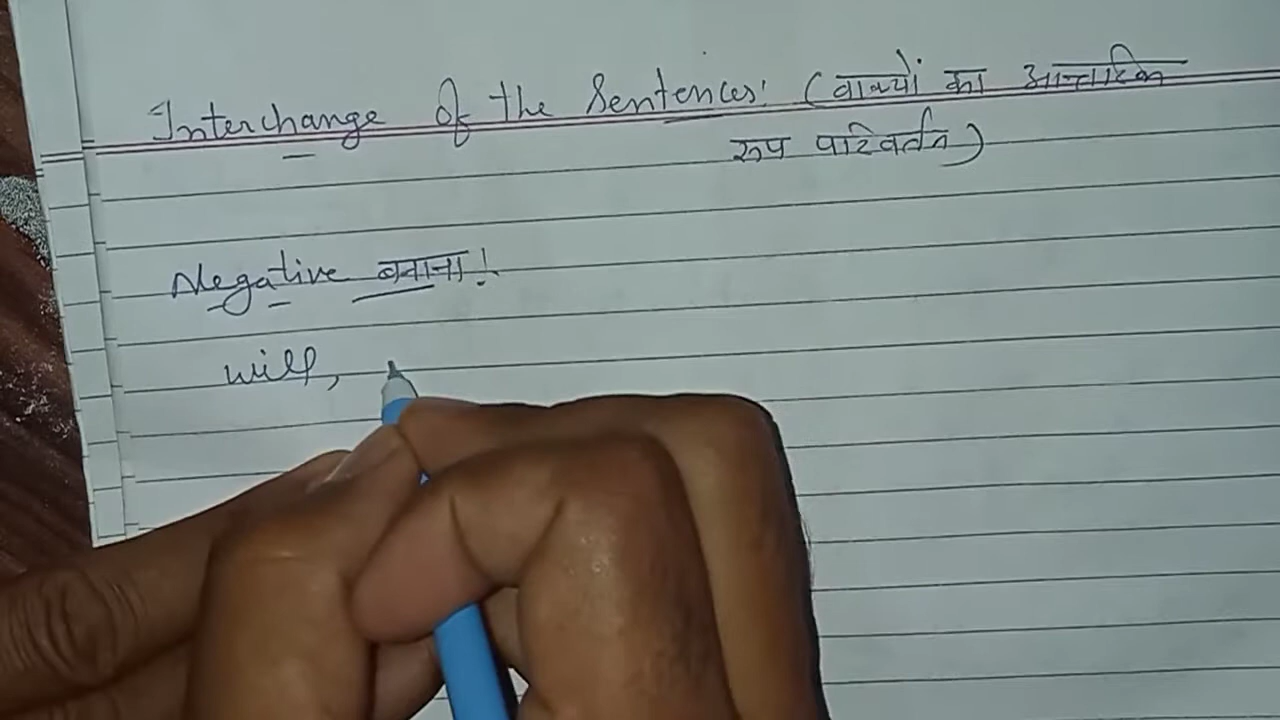 Interchange Of the Sentences: (वाक्यों का आन्तरिक
रूप परिवर्तन)
Negative बनाना!
will,